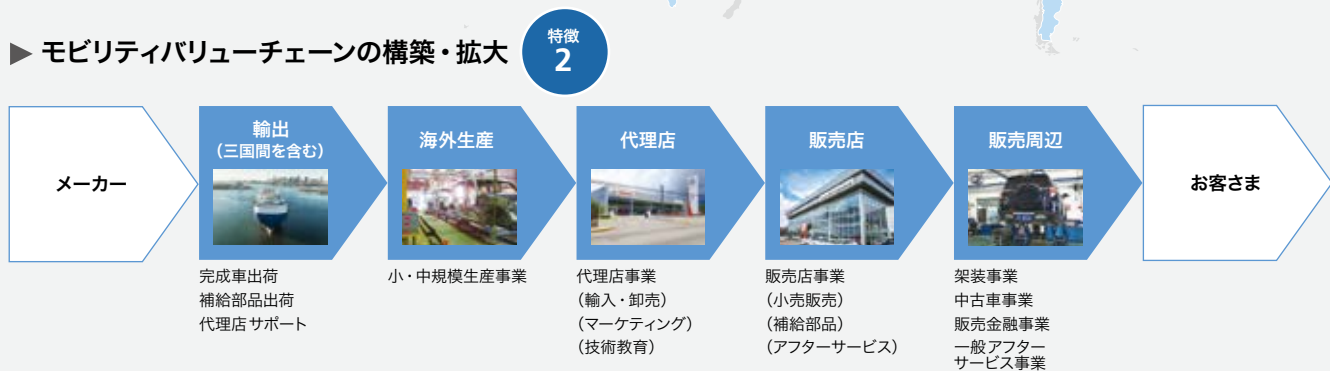 ▶ モビリティバリューチェーンの構築・拡大
特徴
2
メーカー
輸出
（三国間を含む）
完成車出荷
補給部品出荷
代理店サポート
海外生産
小・中規模生産事業
代理店
代理店事業
（輸入・卸売）
（マーケティング）
（技術教育）
販売店
販売店事業
（小売販売）
（補給部品）
（アフターサービス）
販売周辺
架装事業
中古車事業
販売金融事業
一般アフター
サービス事業
お客さま